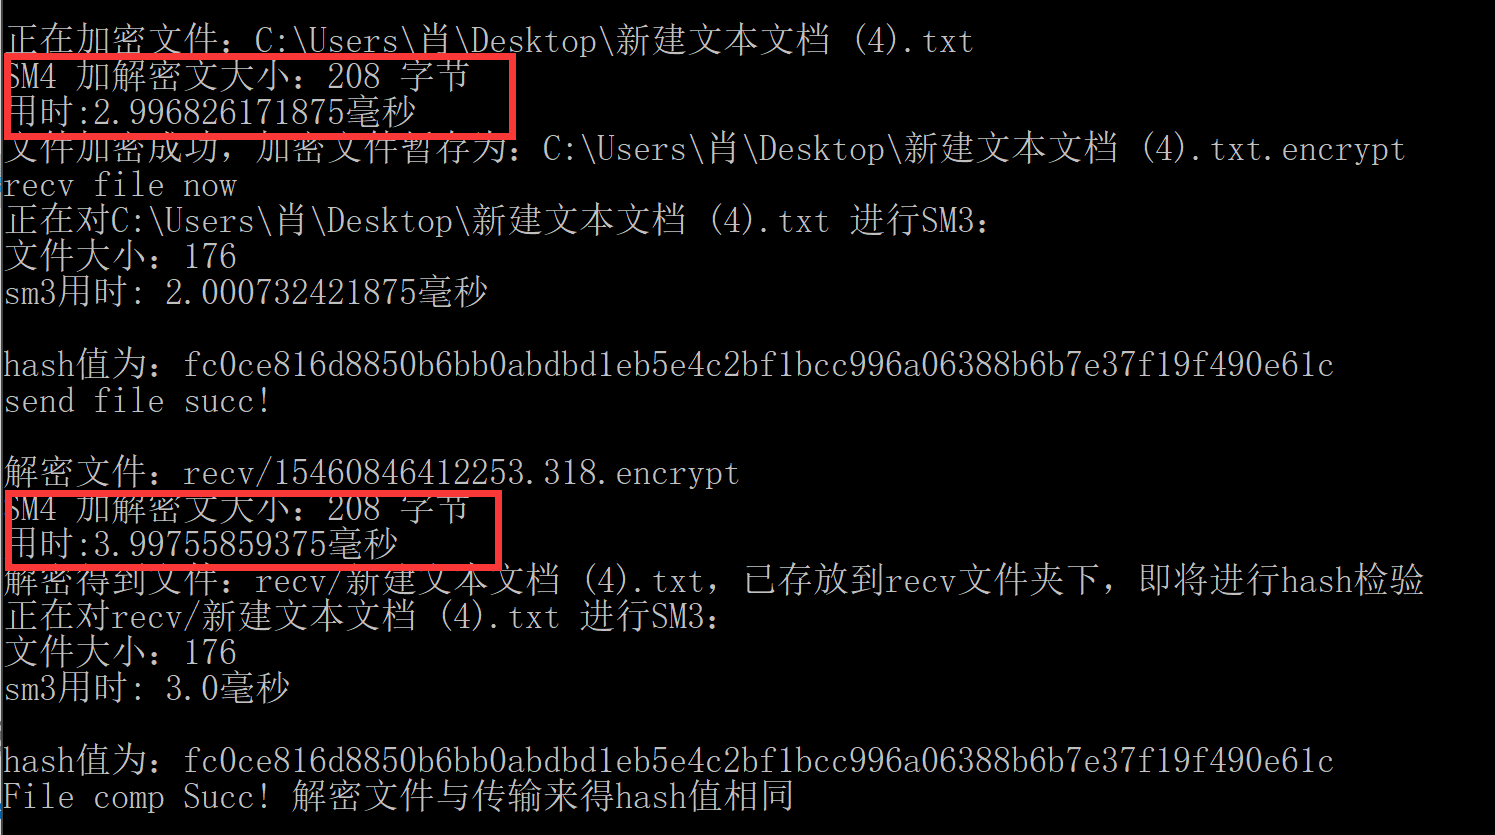 正在加密文件：C:\Users\肖\Desktop\新建文本文档 (4).txt
SM4 加解密文大小：208 字节
用时:2.996826171875毫秒
文件加密成功，加密文件暂存为：C:\Users\肖\Desktop\新建文本文档 (4).txt.encrypt
recv file now
正在对C:\Users\肖\Desktop\新建文本文档 (4).txt 进行SM3：
文件大小：176
sm3用时: 2.000732421875毫秒
hash值为：fc0ce816d8850b6bb0abdbd1eb5e4c2bf1bcc996a06388b6b7e37f19f490e61c
send file succ!
解密文件：recv/15460846412253.318.encrypt
SM4 加解密文大小：208 字节
用时:3.99755859375毫秒
解密得到文件：recv/新建文本文档 (4).txt，已存放到recv文件夹下，即将进行hash检验
正在对recv/新建文本文档 (4).txt 进行SM3：
文件大小：176
sm3用时: 3.0毫秒
hash值为：fc0ce816d8850b6bb0abdbd1eb5e4c2bf1bcc996a06388b6b7e37f19f490e61c
File comp Succ! 解密文件与传输来得hash值相同